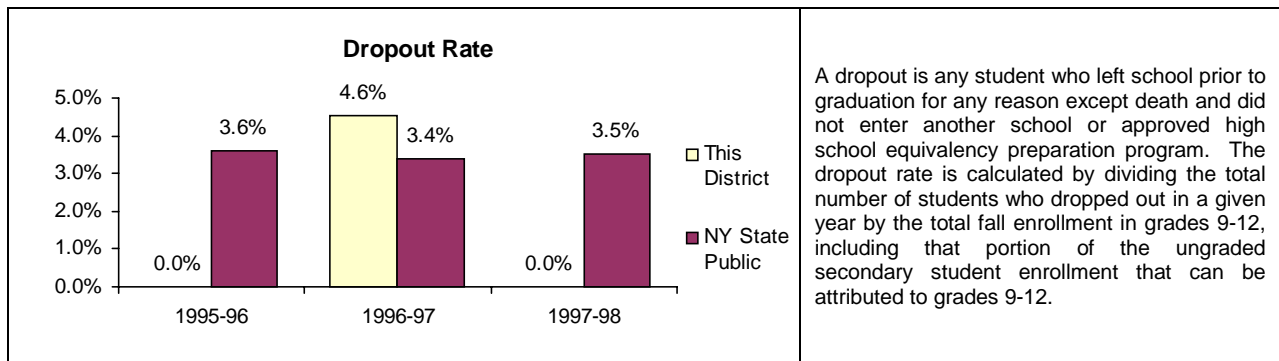 Dropout Rate
5.0%
4.0%
3.0%
2.0%
1.0%
0.0%
0.0%
3.6%
4.6%
3.4%
0.0%
3.5%
1995-96
1996-97
1997-98
This
District
NY State
Public
A dropout is any student who left school prior to
graduation for any reason except death and did
not enter another school or approved high
school equivalency preparation program. The
dropout rate is calculated by dividing the total
number of students who dropped out in a given
year by the total fall enrollment in grades 9-12,
including that portion of the ungraded
secondary student enrollment that can be
attributed to grades 9-12.